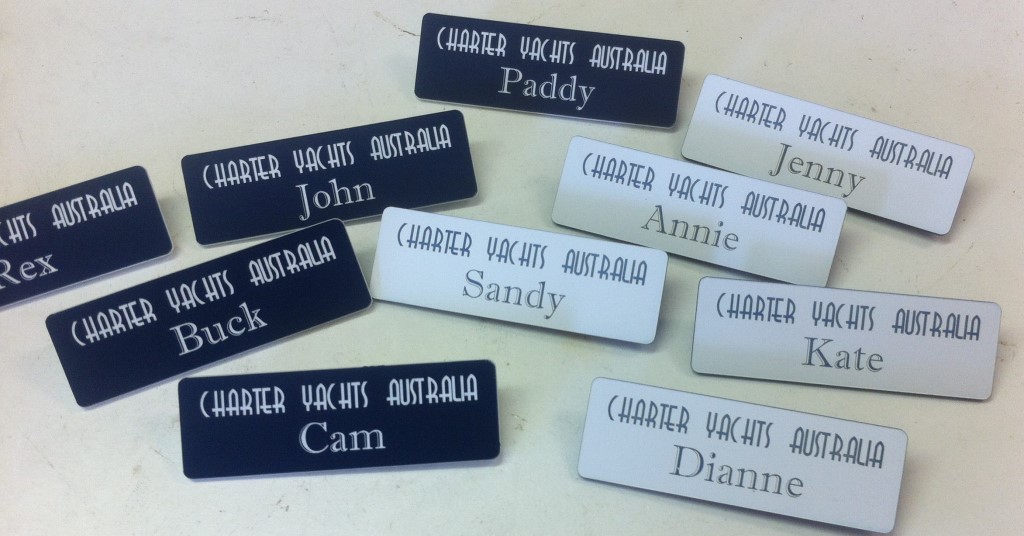 CHARTER YACHTS AUSTRALIA
Paddy
CHARTER YACHTS AUSTRALIA
Jenny
CHARTER YACHTS AUSTRALIA
John
CHARTER YACHTS AUSTRALIA
Annie
AUSTRALIA
Rex
CHARTER YACHTS AUSTRALIA
Sandy
CHARTER YACHTS AUSTRALIA
Buck
CHARTER YACHTS AUSTRALIA
Kate
CHARTER YACHTS AUSTRALIA
Cam
CHARTER YACHTS AUSTRALIA
Dianne